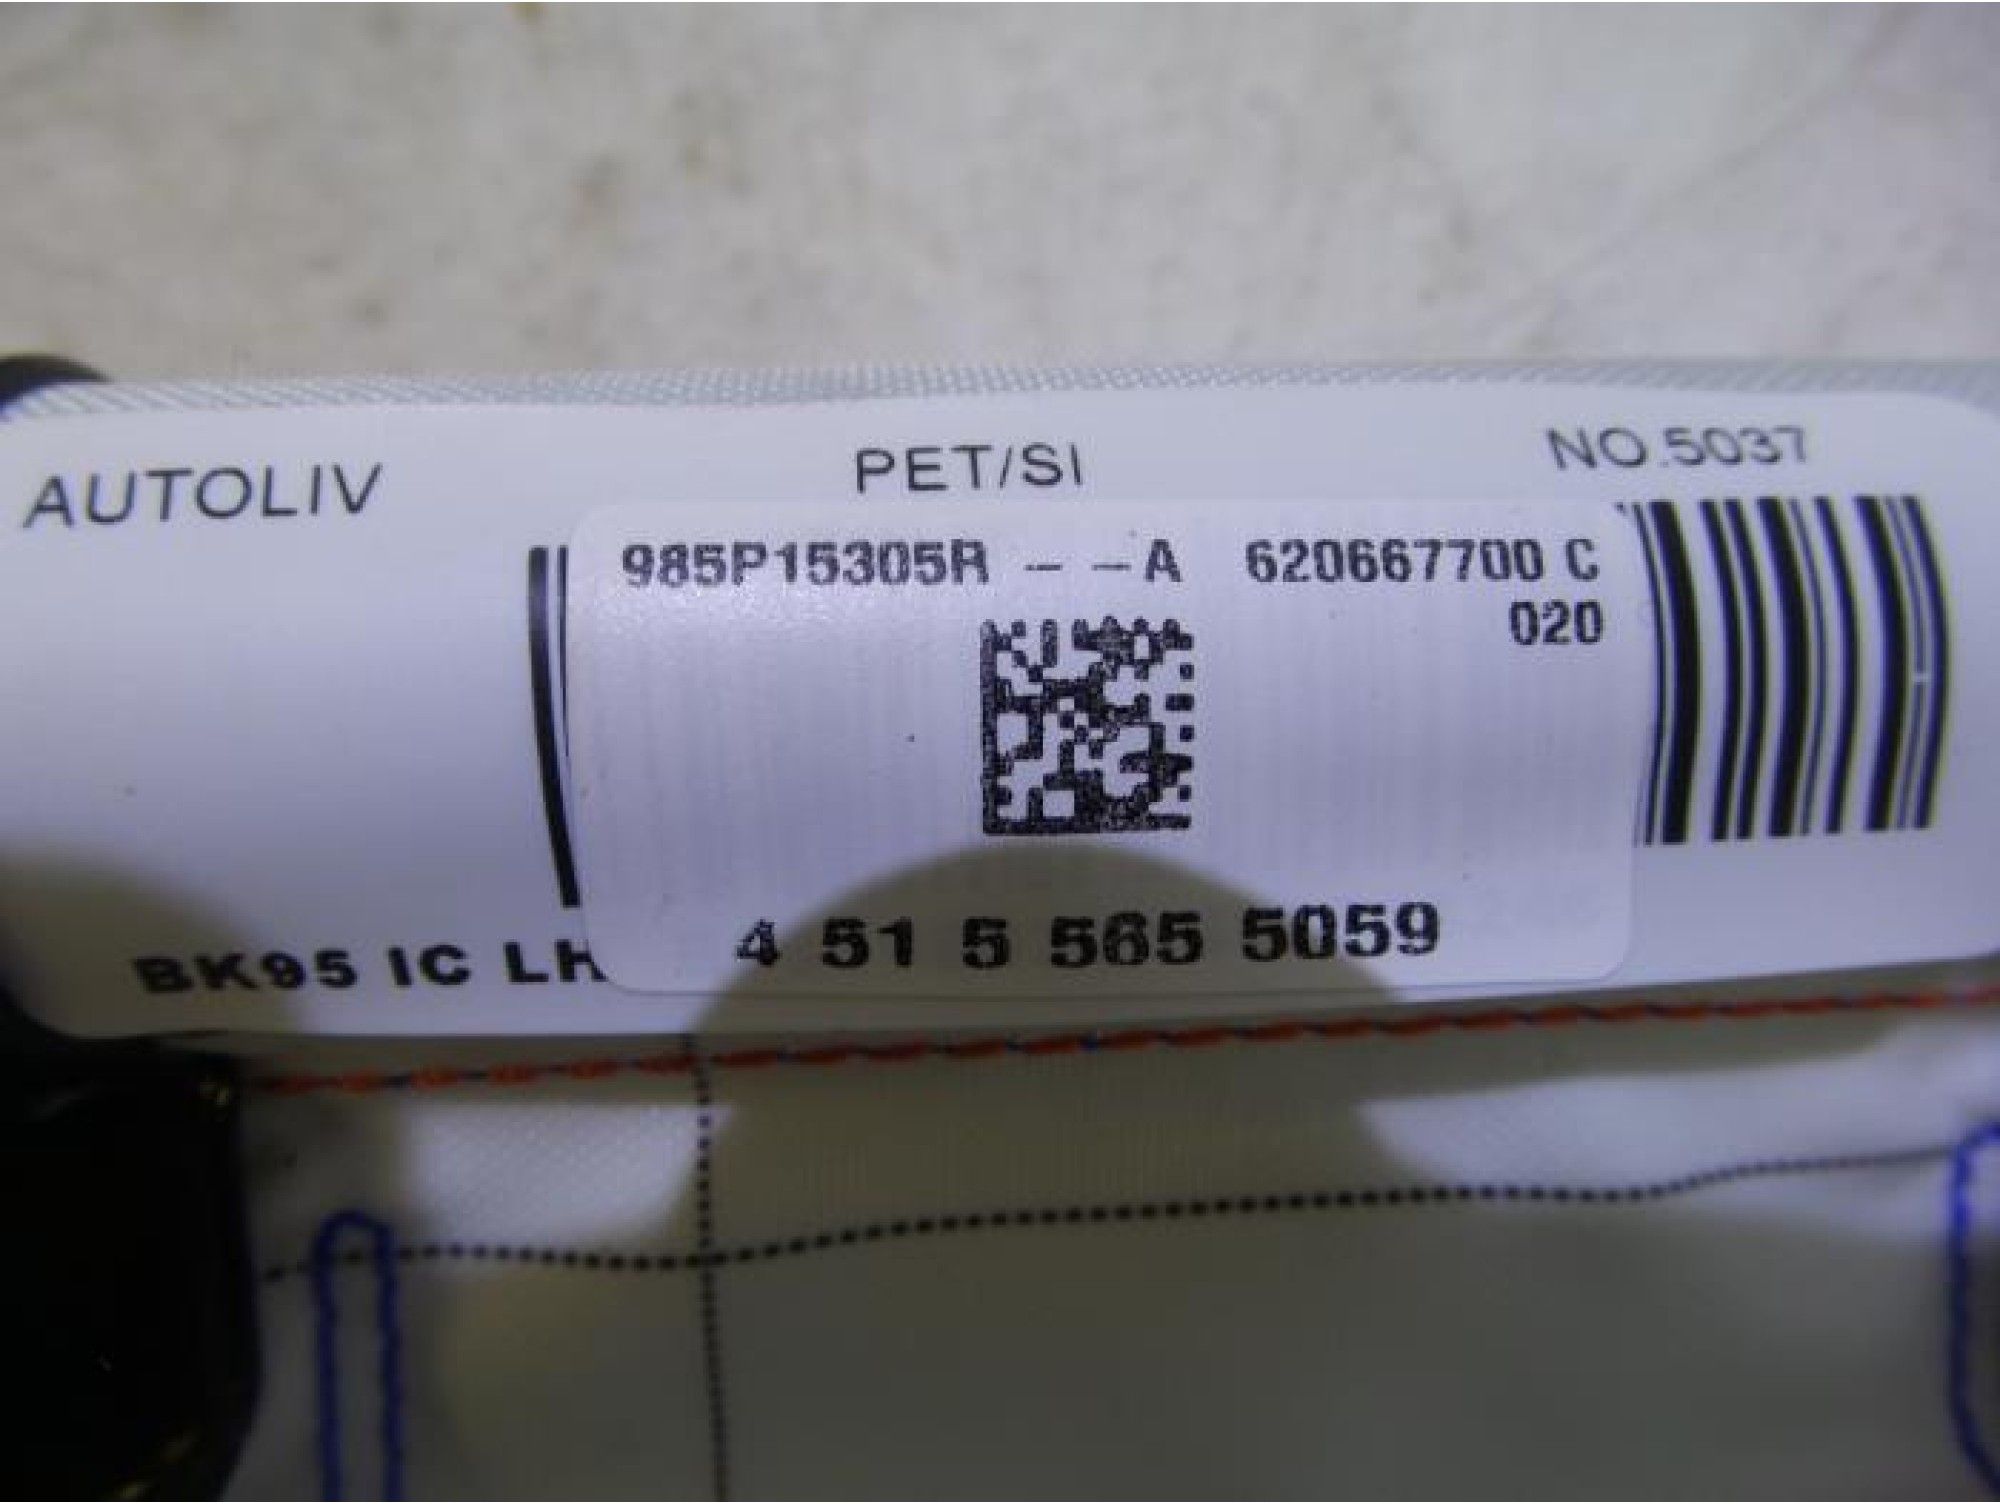 AUTOLIV PET/SI NO.5037
985P15305R - -A 620667700 C
020
4 51 5 565 5059
BK95 IC LH